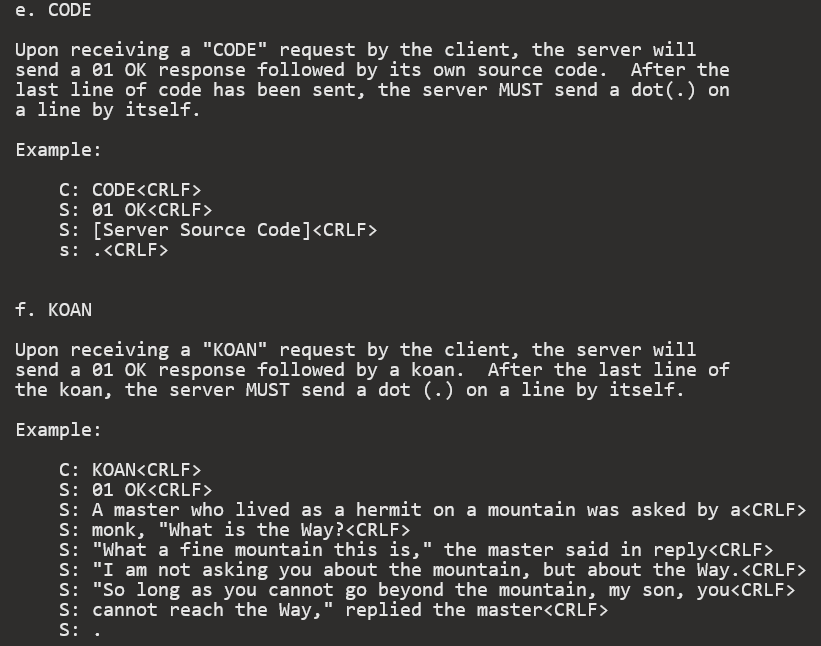 e. CODE
Upon receiving a "CODE" request by the client, the server will
send a 01 OK response followed by its own source code.  After the
last line of code has been sent, the server MUST send a dot(.) on
a line by itself.
Example:
C: CODE<CRLF>
S: 01 OK<CRLF>
S: [Server Source Code]<CRLF>
s: .<CRLF>
f. KOAN
Upon receiving a "KOAN" request by the client, the server will
send a 01 OK response followed by a koan.  After the last line of
the koan, the server MUST send a dot (.) on a line by itself.
Example:
C: KOAN<CRLF>
S: 01 OK<CRLF>
S: A master who lived as a hermit on a mountain was asked by a<CRLF>
S: monk, "What is the Way?<CRLF>
S: "What a fine mountain this is," the master said in reply<CRLF>
S: "I am not asking you about the mountain, but about the Way.<CRLF>
S: "So long as you cannot go beyond the mountain, my son, you<CRLF>
S: cannot reach the Way," replied the master<CRLF>
S: .